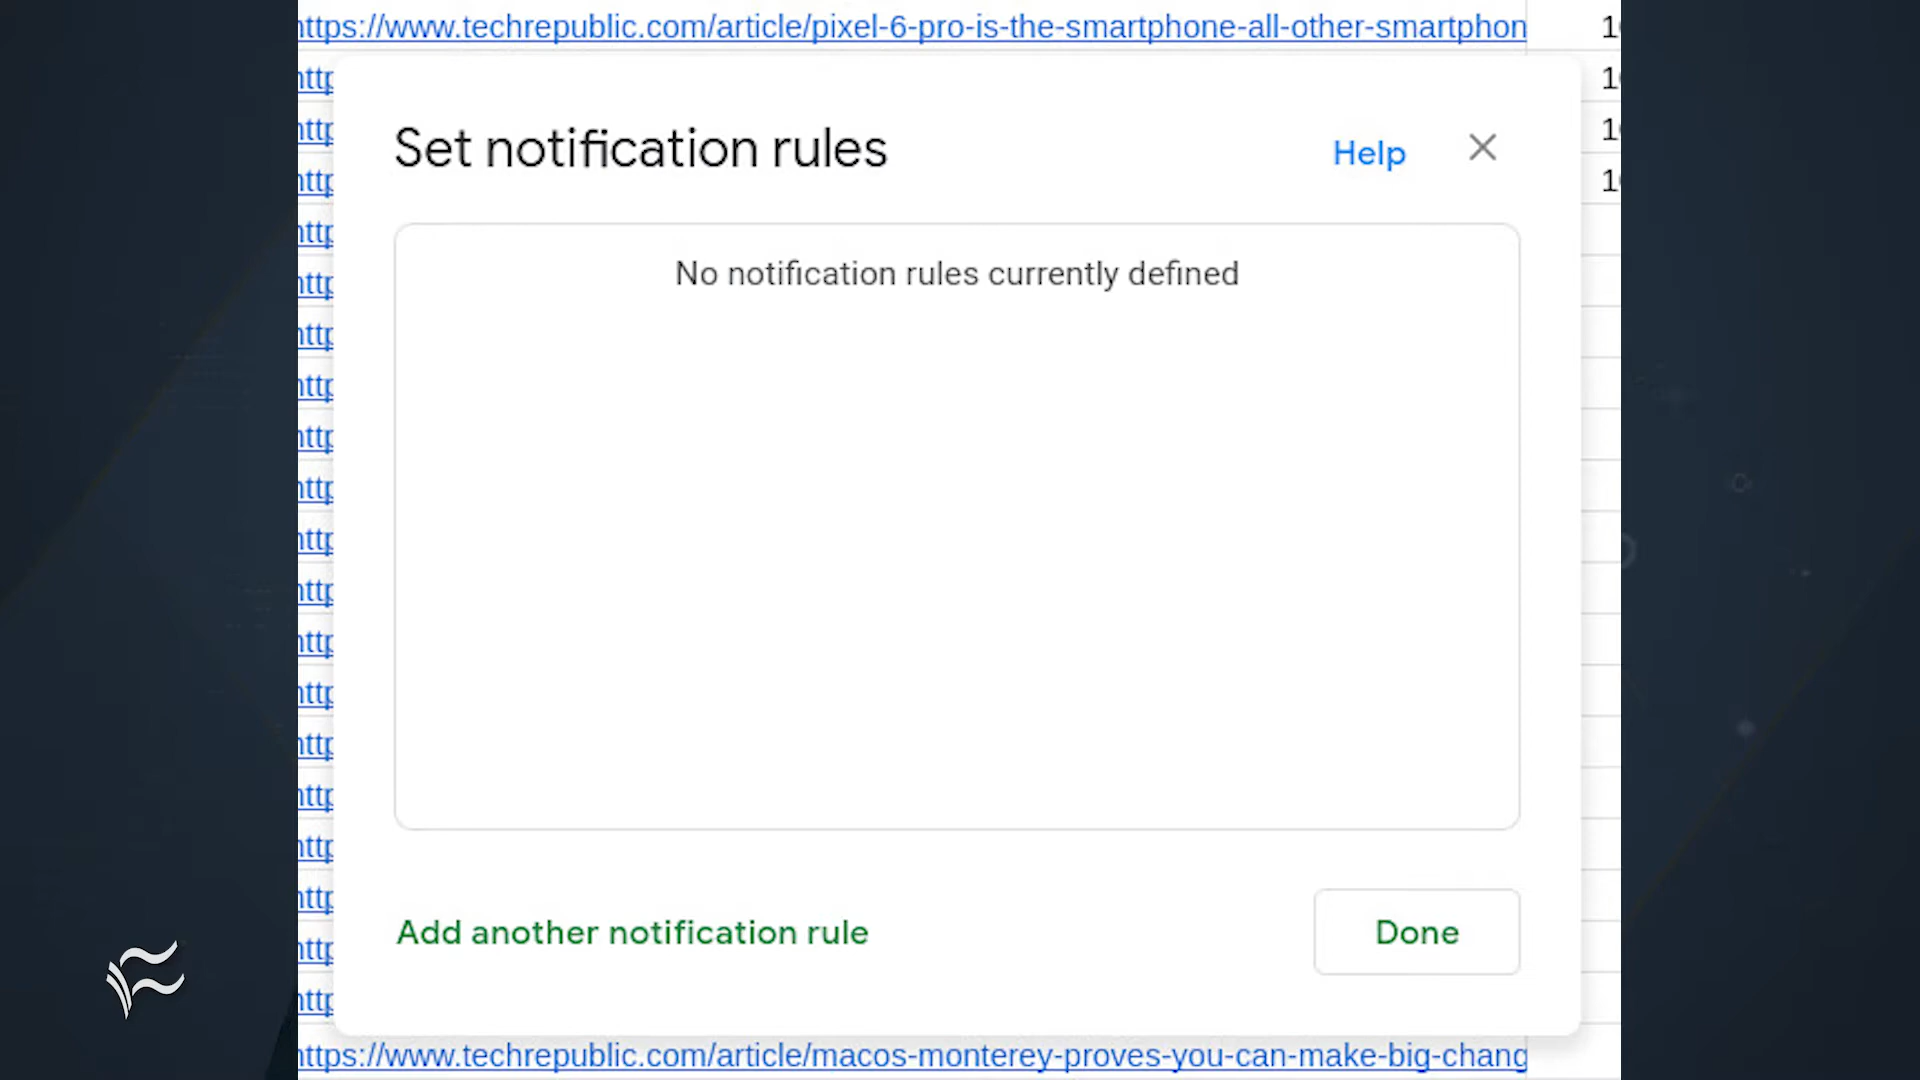 https://www.techrepublic.com/article/pixel-6-pro-is-the-smartphone-all-other-smartphon
Set notification rules
Help
No notification rules currently defined
Add another notification rule
Done
https://www.techrepublic.com/article/macos-monterey-proves-you-can-make-big-chang